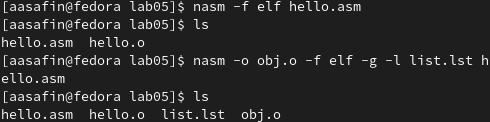 [aasafin@fedora lab05]$ nasm -f elf hello.asm
[aasafin@fedora lab05]$ ls
hello.asm  hello.o
[aasafin@fedora lab05]$ nasm -o obj.o -f elf -g -l list.lst h
ello.asm
[aasafin@fedora lab05]$ ls
hello.asm  hello.o  list.lst  obj.o